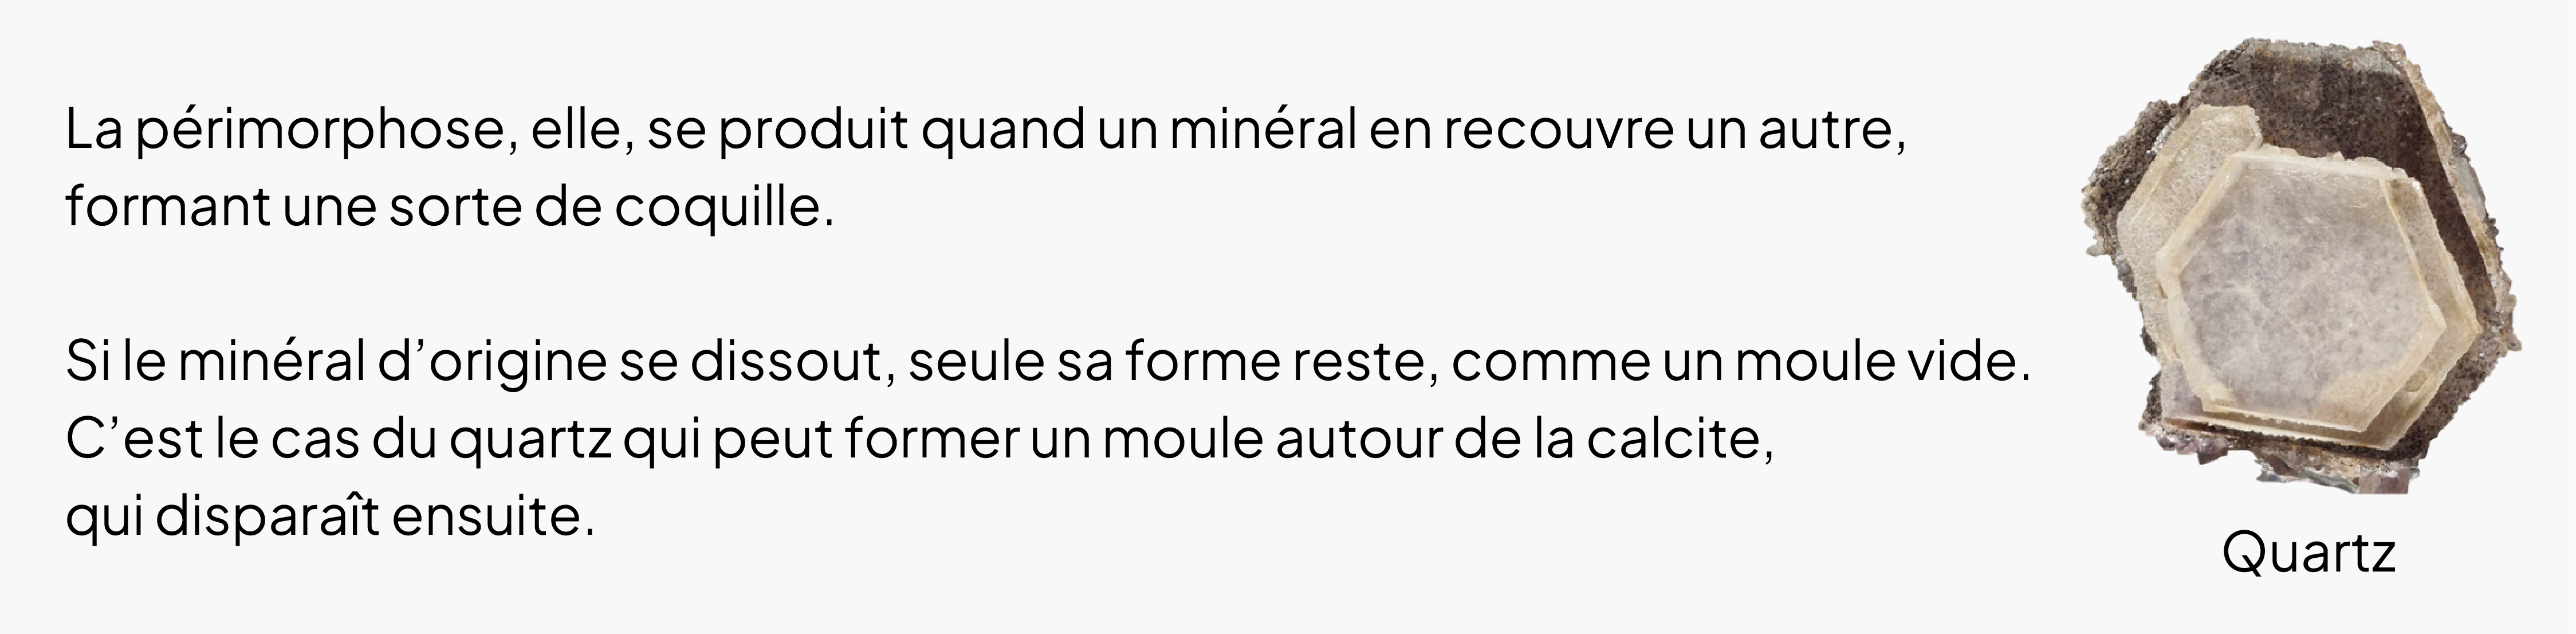 La périmorphose, elle, se produit quand un minéral en recouvre un autre,
formant une sorte de coquille.
Si le minéral d’origine se dissout, seule sa forme reste, comme un moule vide.
C’est le cas du quartz qui peut former un moule autour de la calcite,
qui disparaît ensuite.
Quartz